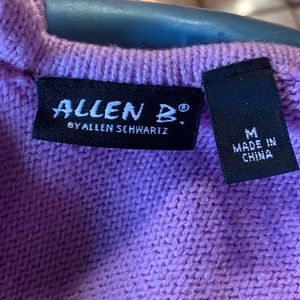 ALLEN B.®
BY ALLEN SCHWARTZ
M
MADE IN
CHINA